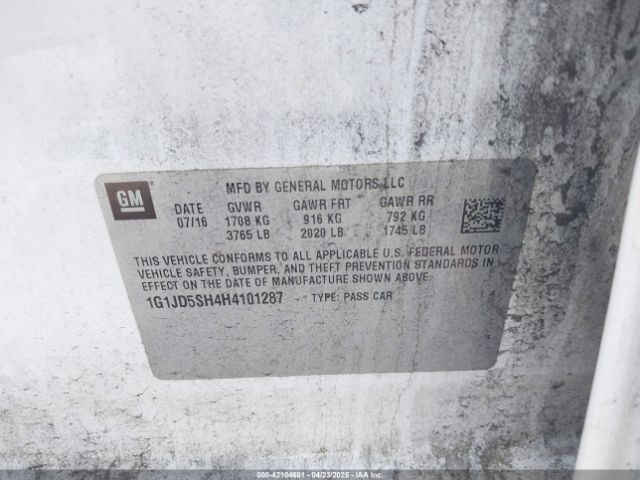 GM
MFD BY GENERAL MOTORS LLC
DATE GVWR GAWR FRT GAWR RR
07/16 1708 KG 916 KG 792 KG
3765 LB 2020 LB 1745 LB
THIS VEHICLE CONFORMS TO ALL APPLICABLE U.S. FEDERAL MOTOR
VEHICLE SAFETY, BUMPER, AND THEFT PREVENTION STANDARDS IN
EFFECT ON THE DATE OF MANUFACTURE SHOWN ABOVE.
1G1JD5SH4H4101287 TYPE: PASS CAR
000-42104681 - 04/23/2025 - IAAI.COM